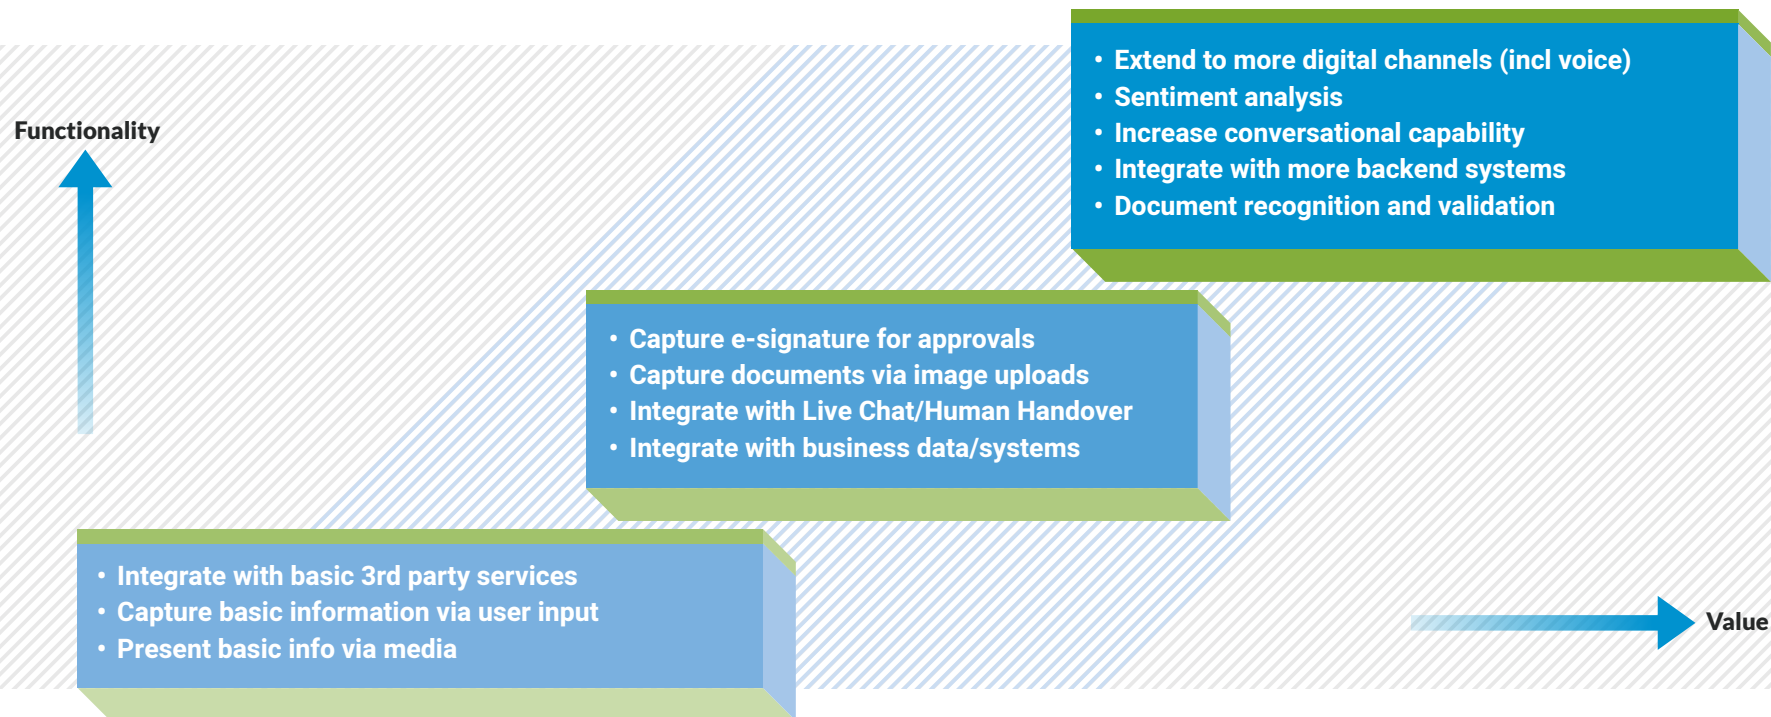 • Extend to more digital channels (incl voice)
• Sentiment analysis
• Increase conversational capability
• Integrate with more backend systems
• Document recognition and validation
Functionality
• Capture e-signature for approvals
• Capture documents via image uploads
• Integrate with Live Chat/Human Handover
• Integrate with business data/systems
• Integrate with basic 3rd party services
• Capture basic information via user input
• Present basic info via media
Value